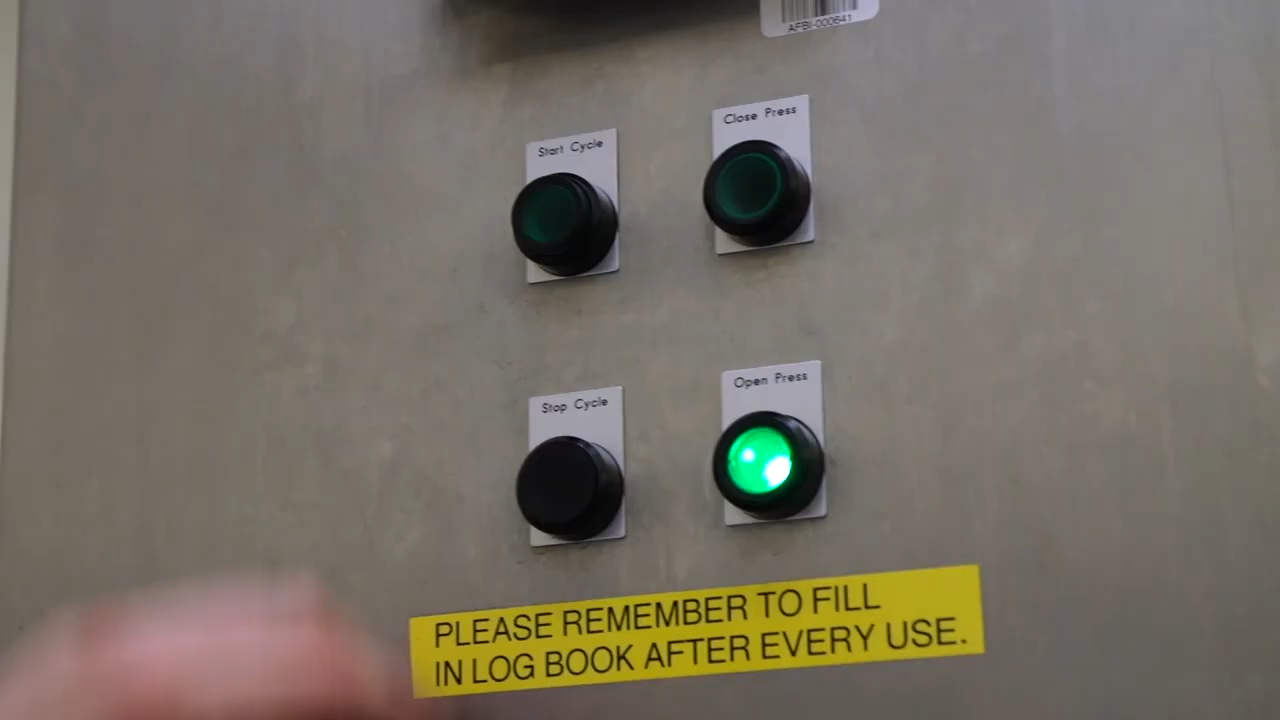 AFBI-000641
Close Press
Start Cycle
Open Press
Stop Cycle
PLEASE REMEMBER TO FILL
IN LOG BOOK AFTER EVERY USE.